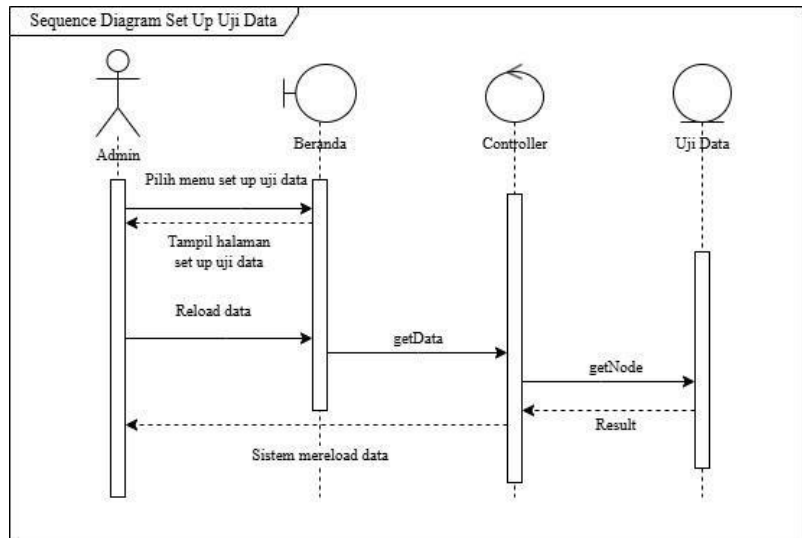 Sequence Diagram Set Up Uji Data
Admin
Beranda
Controller
Uji Data
Pilih menu set up uji data
Tampil halaman
set up uji data
Reload data
getData
getNode
Result
Sistem mereload data